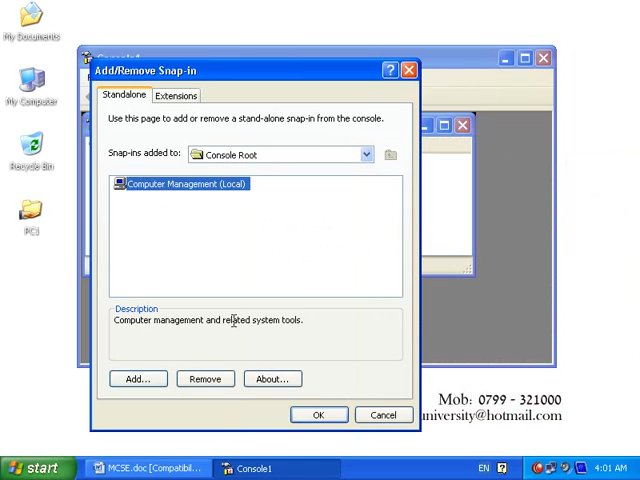 My Documents
My Computer
Recycle Bin
PC1
Add/Remove Snap-in
Standalone
Extensions
Use this page to add or remove a stand-alone snap-in from the console.
Snap-ins added to:
Console Root
Computer Management (Local)
Description
Computer management and related system tools.
Add...
Remove
About...
OK
Cancel
Mob: 0799 - 321000
university@hotmail.com
start
MCSE.doc [Compatibil...
Console1
EN
4:01 AM